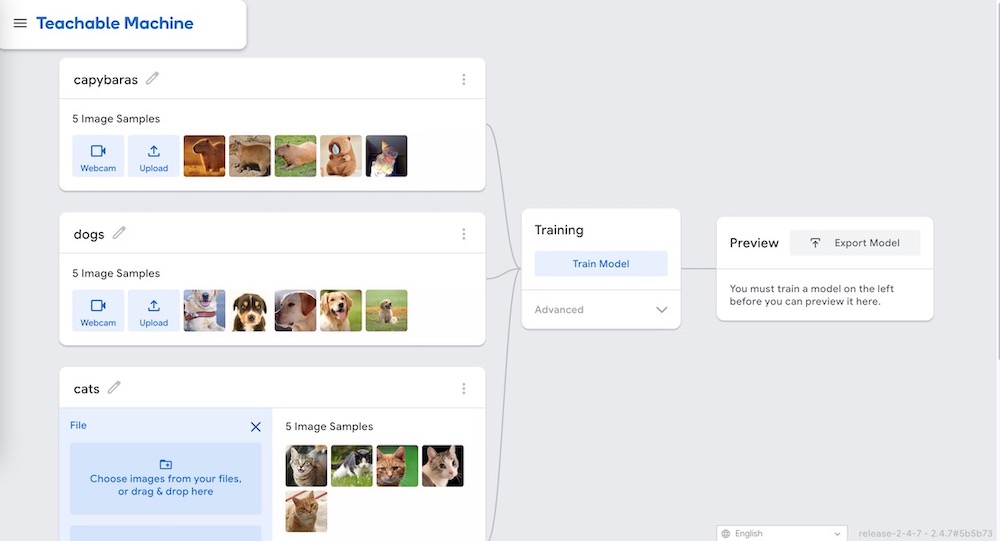 Teachable Machine
capybaras
5 Image Samples
Webcam
Upload
dogs
5 Image Samples
Webcam
Upload
cats
File
Choose images from your files,
or drag & drop here
5 Image Samples
Training
Train Model
Advanced
Preview
Export Model
You must train a model on the left
before you can preview it here.
English
release-2-4-7 - 2.4.7#5b5b73